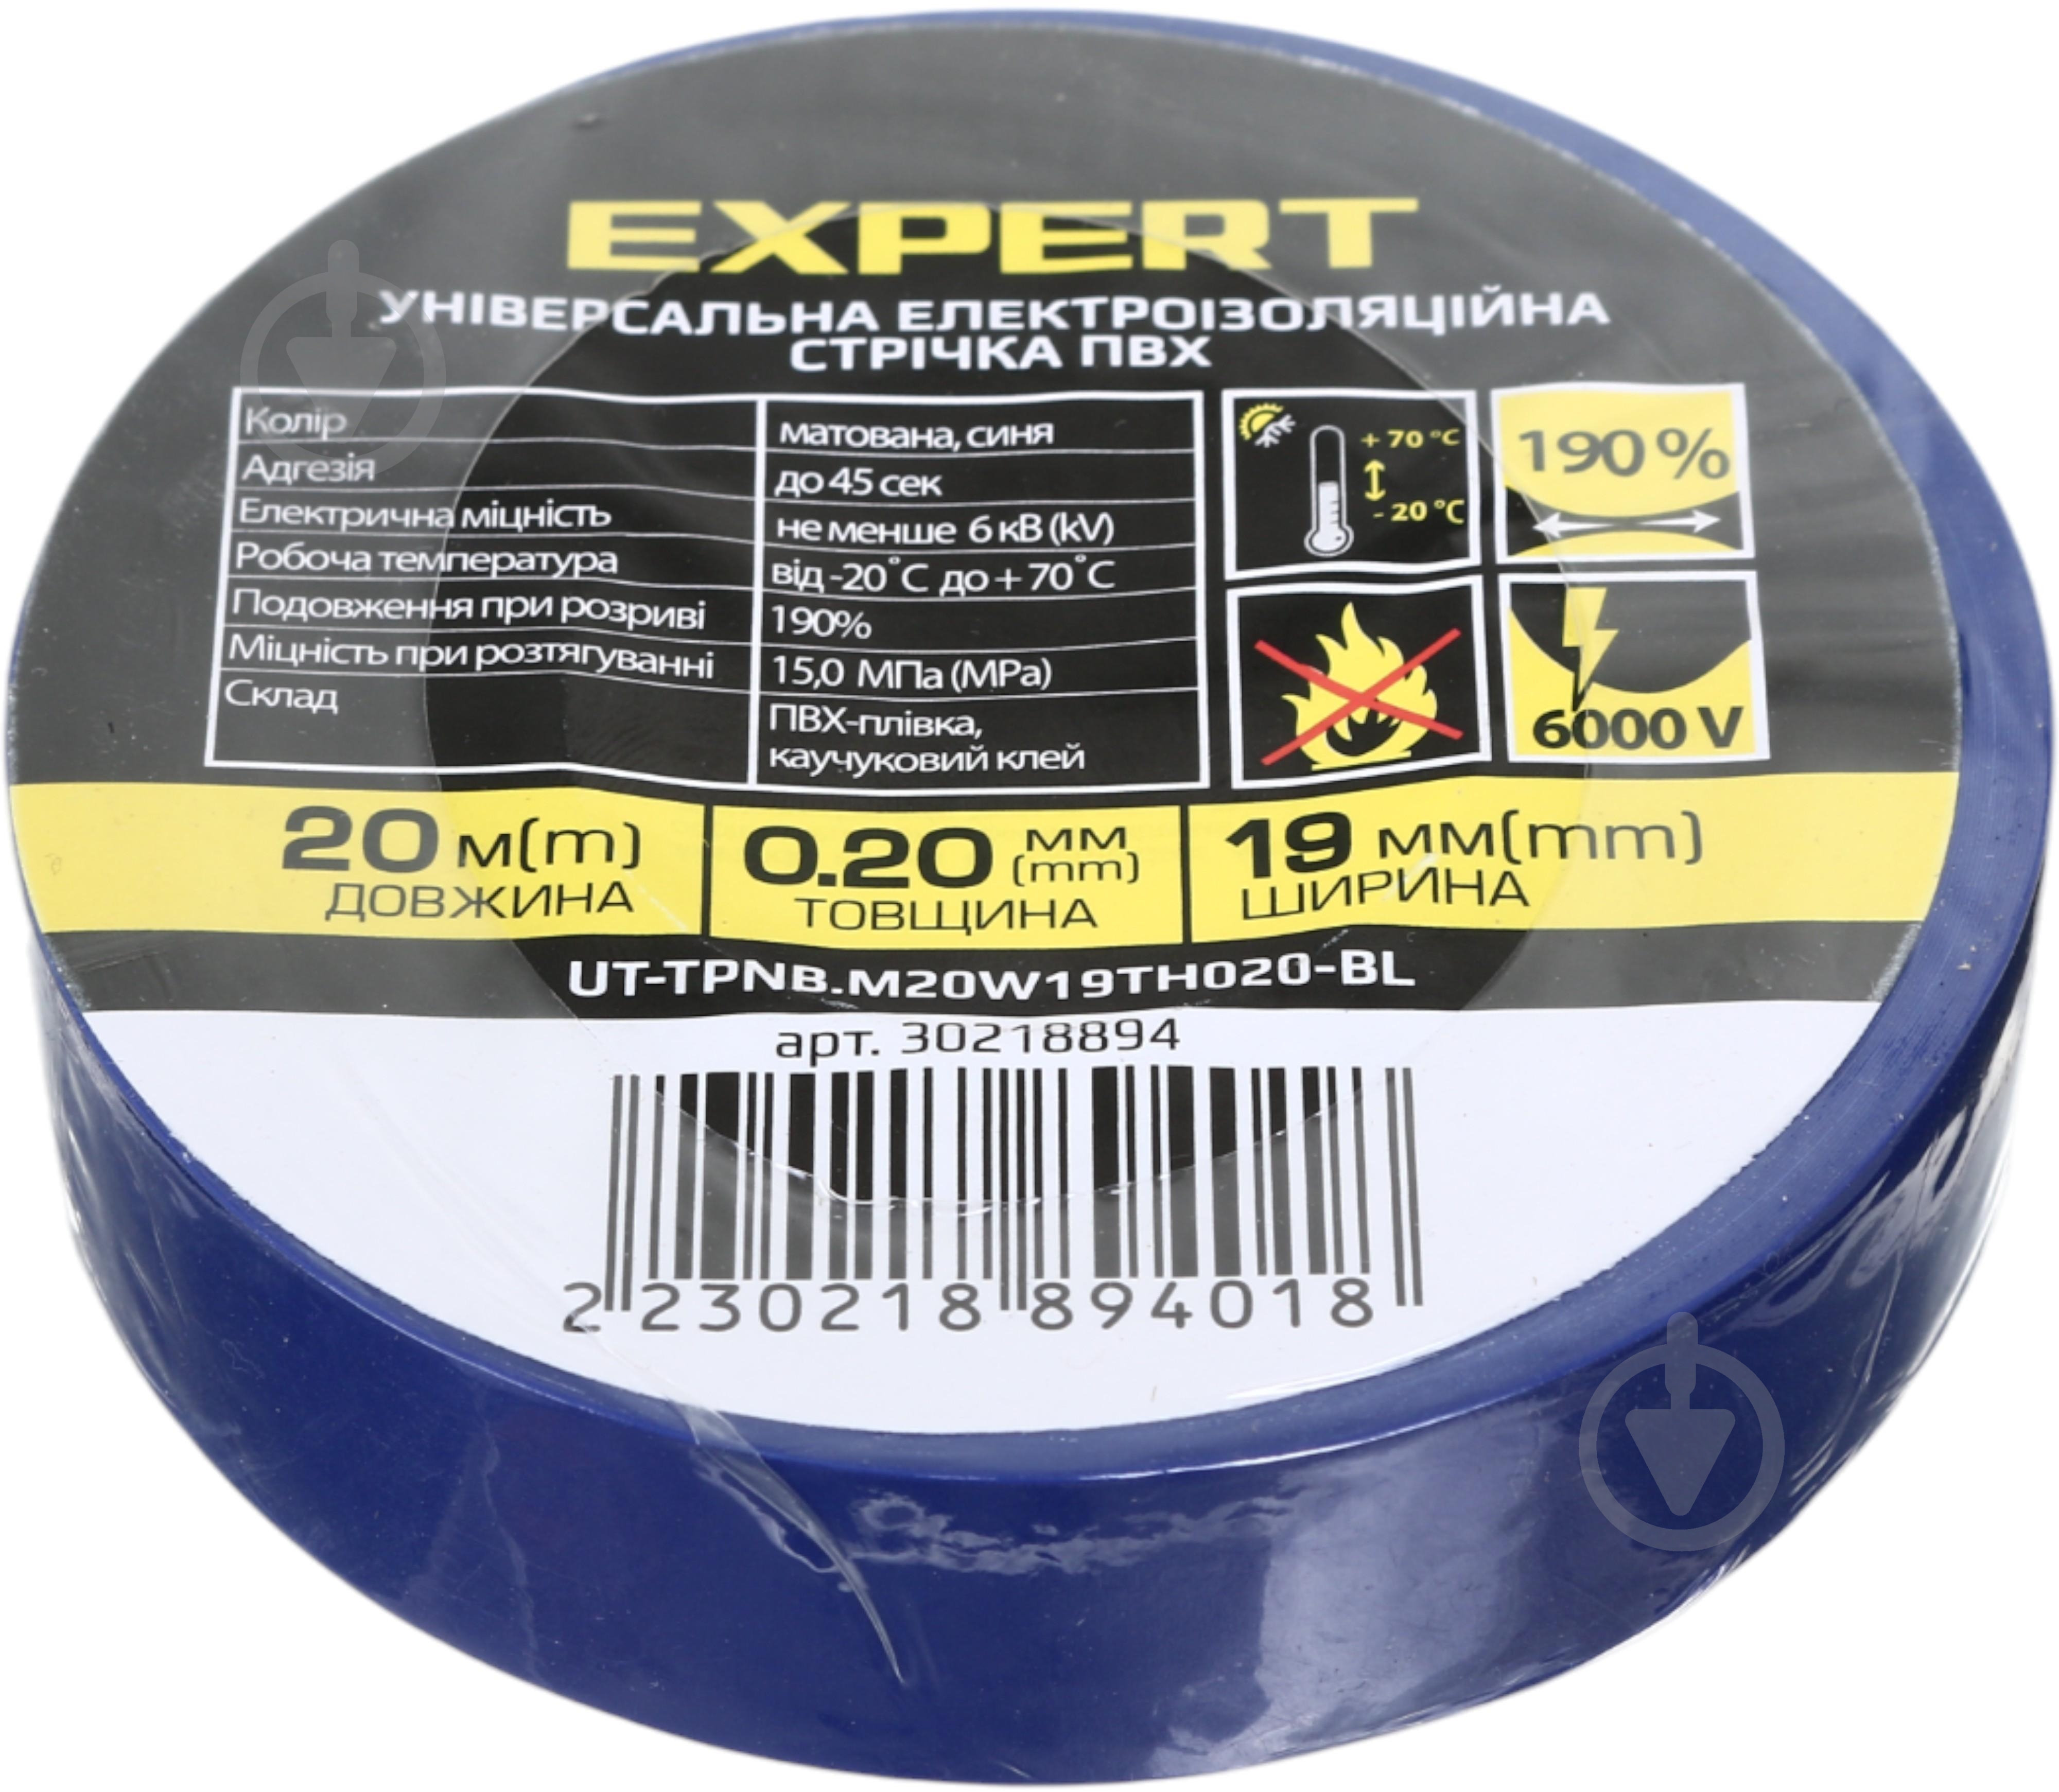 EXPERT
УНІВЕРСАЛЬНА ЕЛЕКТРОІЗОЛЯЦІЙНА
СТРІЧКА ПВХ
Колір матована, синя
Адгезія до 45 сек
Електрична міцність не менше 6 кВ (kV)
Робоча температура від -20°C до +70°C
Подовження при розриві 190%
Міцність при розтягуванні 15,0 МПа (MPa)
Склад ПВХ-плівка,
каучуковий клей
+ 70 °C
- 20 °C
190 %
6000 V
20 м(m)
ДОВЖИНА
0.20 мм
(mm)
ТОВЩИНА
19 мм(mm)
ШИРИНА
UT-TPNB.M20W19TH020-BL
арт. 30218894
2 230218 894018